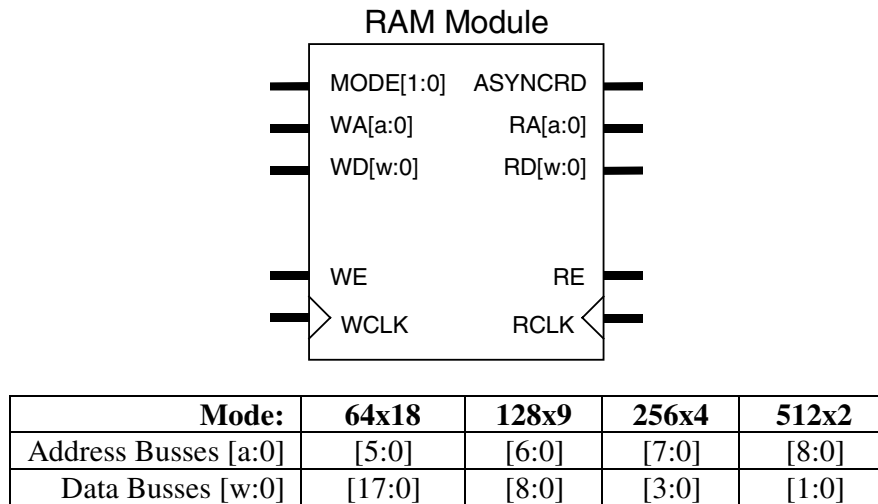 RAM Module
MODE[1:0] ASYNCRD
WA[a:0] RA[a:0]
WD[w:0] RD[w:0]
WE RE
WCLK RCLK
Mode: 64x18 128x9 256x4 512x2
Address Busses [a:0] [5:0] [6:0] [7:0] [8:0]
Data Busses [w:0] [17:0] [8:0] [3:0] [1:0]